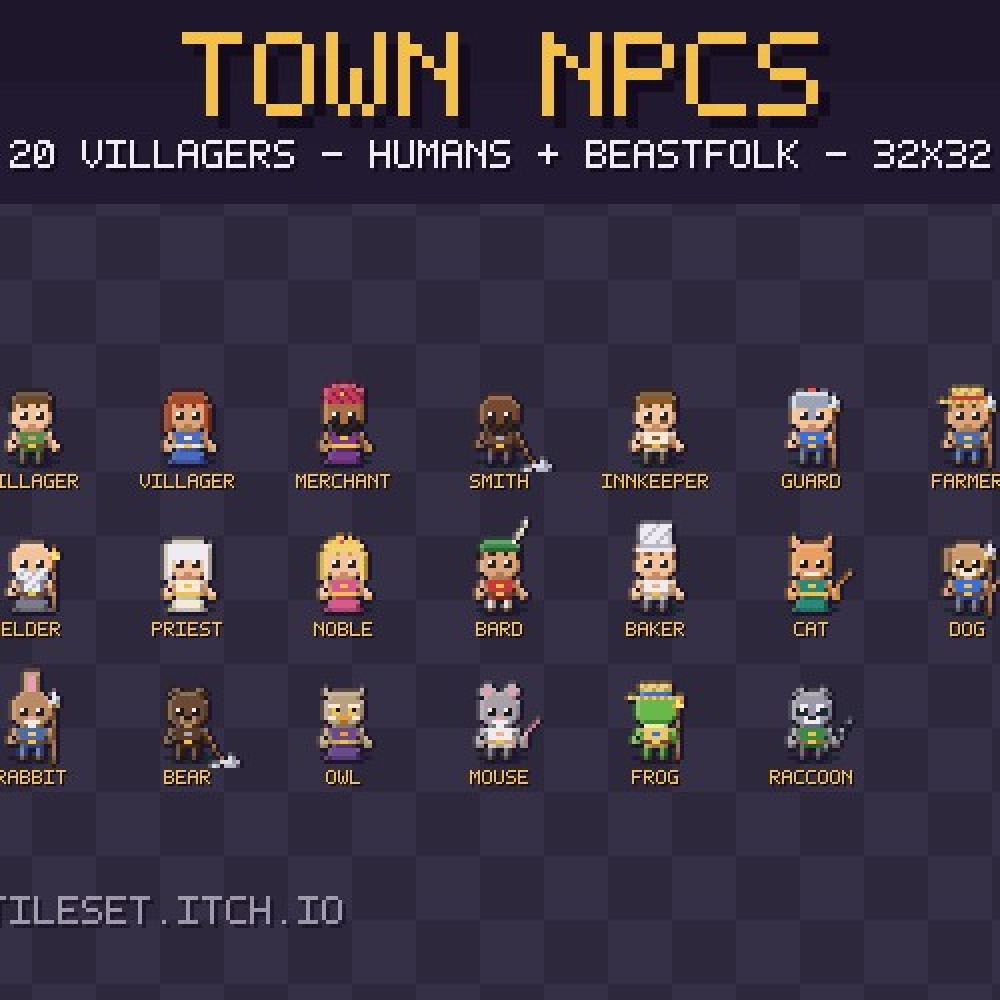 TOWN NPCS
20 VILLAGERS - HUMANS + BEASTFOLK - 32X32
ILLAGER VILLAGER MERCHANT SMITH INNKEEPER GUARD FARMER
ELDER PRIEST NOBLE BARD BAKER CAT DOG
RABBIT BEAR OWL MOUSE FROG RACCOON
TILESET.ITCH.IO